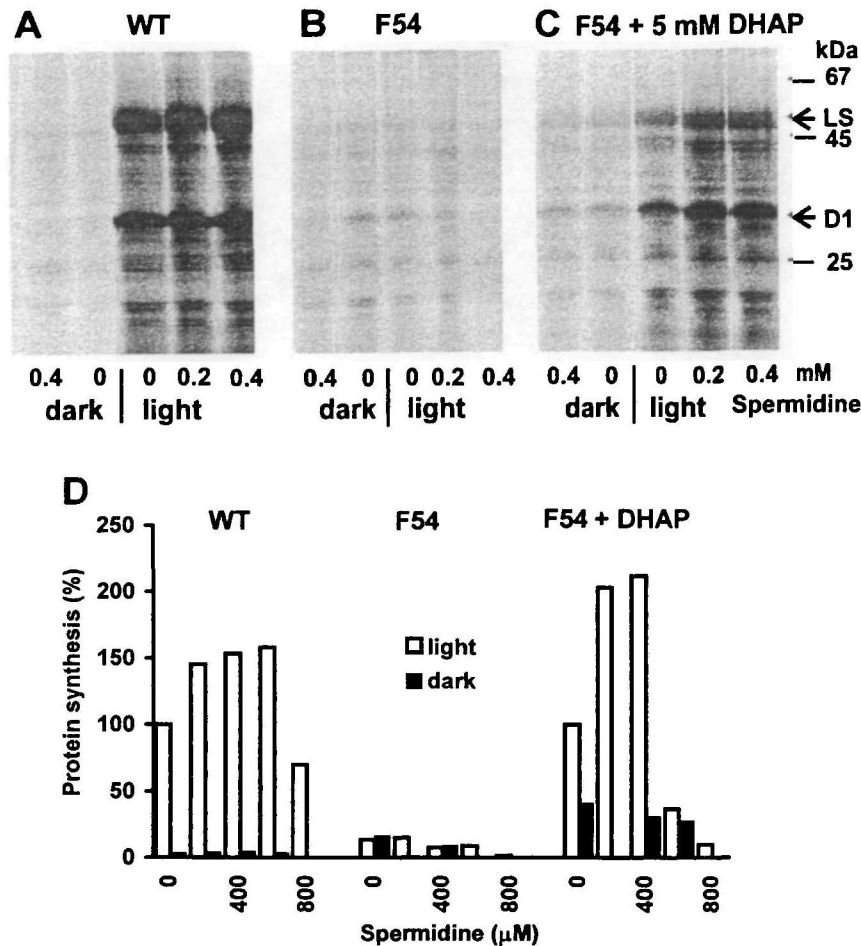 A WT
B F54
C F54 + 5 mM DHAP
kDa
67
LS
45
D1
25
0.4 0 0 0.2 0.4
dark light
0.4 0 0 0.2 0.4
dark light
0.4 0 0 0.2 0.4 mM
dark light Spermidine
D
WT F54 F54 + DHAP
Protein synthesis (%)
250
200
150
100
50
0
light
dark
0 400 800 0 400 800 0 400 800
Spermidine (μM)